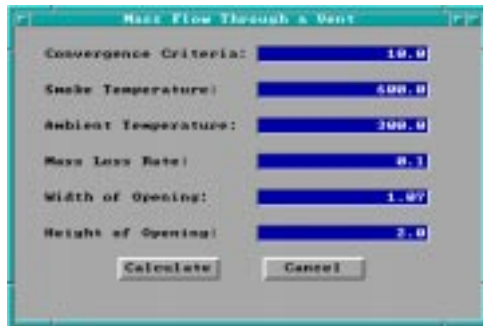 Mass Flow Through a Vent
Convergence Criteria: 10.0
Smoke Temperature: 600.0
Ambient Temperature: 300.0
Mass Loss Rate: 0.1
Width of Opening: 1.07
Height of Opening: 2.0
Calculate Cancel